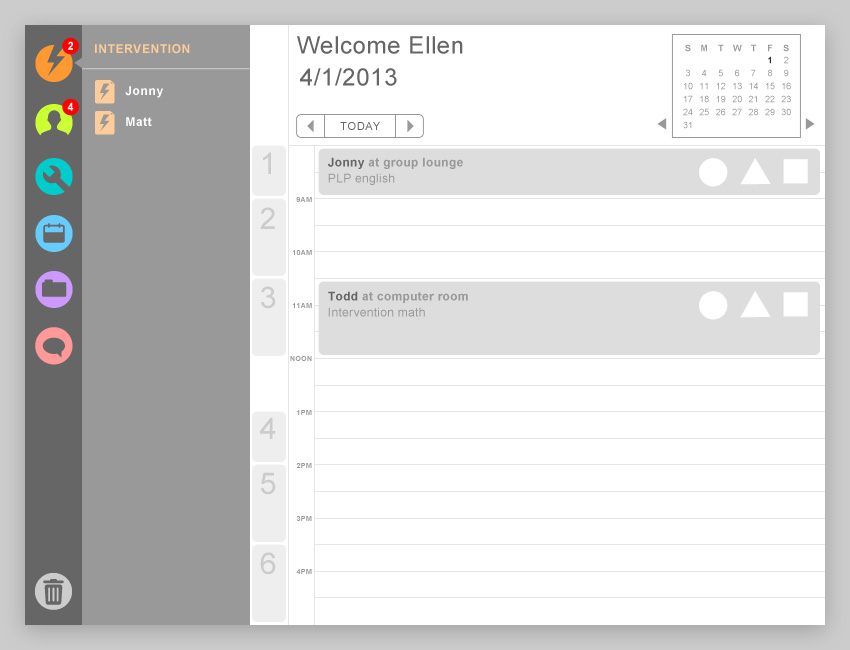 2
INTERVENTION
Jonny
Matt
4
Welcome Ellen
4/1/2013
TODAY
S M T W T F S
1 2
3 4 5 6 7 8 9
10 11 12 13 14 15 16
17 18 19 20 21 22 23
24 25 26 27 28 29 30
31
1
Jonny at group lounge
PLP english
9AM
2
10AM
3
Todd at computer room
11AM
Intervention math
NOON
1PM
4
2PM
5
3PM
6
4PM